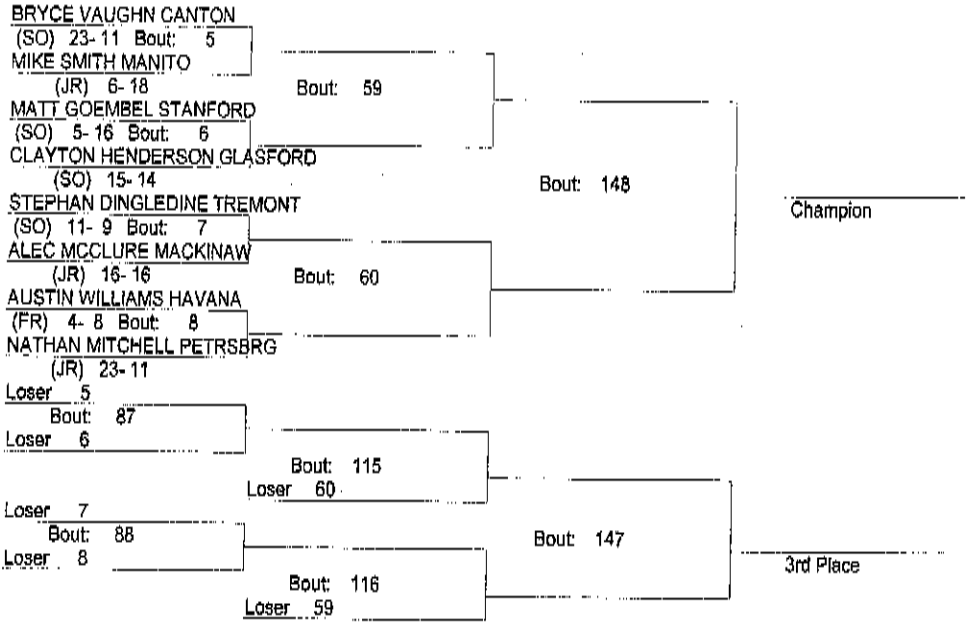 BRYCE VAUGHN CANTON
(SO) 23-11 Bout: 5
MIKE SMITH MANITO
(JR) 6-18
Bout: 59
MATT GOEMBEL STANFORD
(SO) 5-16 Bout: 6
CLAYTON HENDERSON GLASFORD
(SO) 15-14
Bout: 148
STEPHAN DINGLEDINE TREMONT
Champion
(SO) 11-9 Bout: 7
ALEC MCCLURE MACKINAW
(JR) 16-16
Bout: 60
AUSTIN WILLIAMS HAVANA
(FR) 4-8 Bout: 8
NATHAN MITCHELL PETRSBRG
(JR) 23-11
Loser 5
Bout: 87
Loser 6
Bout: 115
Loser 60
Loser 7
Bout: 88
Bout: 147
Loser 8
3rd Place
Bout: 116
Loser 59